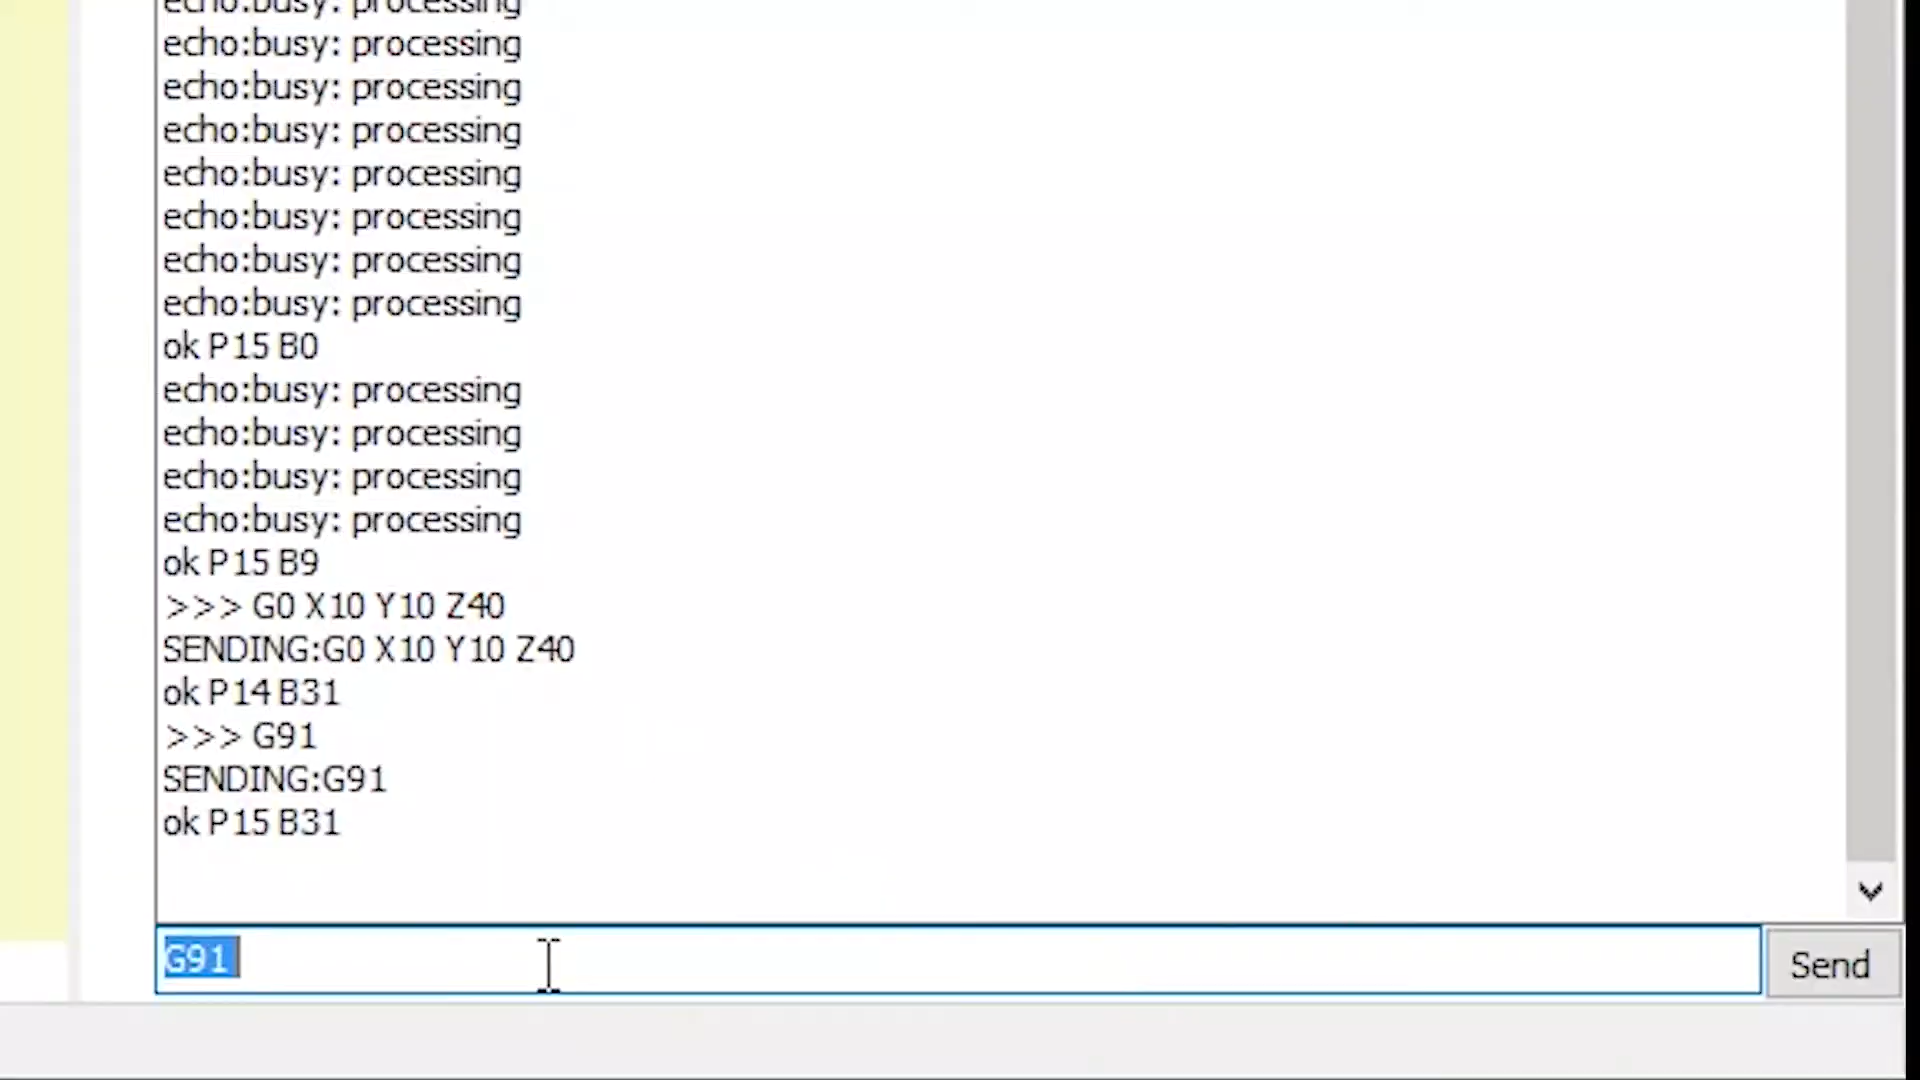 echo:busy: processing
echo:busy: processing
echo:busy: processing
echo:busy: processing
echo:busy: processing
echo:busy: processing
echo:busy: processing
echo:busy: processing
ok P15 B0
echo:busy: processing
echo:busy: processing
echo:busy: processing
echo:busy: processing
ok P15 B9
>>> G0 X10 Y10 Z40
SENDING:G0 X10 Y10 Z40
ok P14 B31
>>> G91
SENDING:G91
ok P15 B31
G91
Send